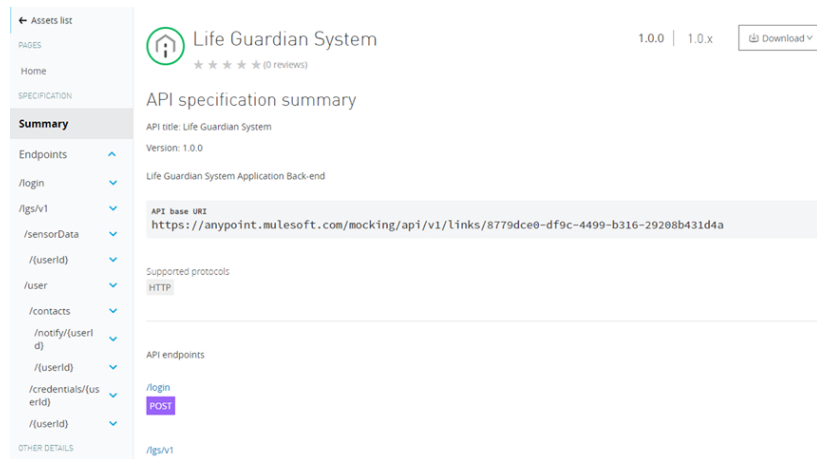 ← Assets list
PAGES
Home
SPECIFICATION
Summary
Endpoints
/login
/lgs/v1
/sensorData
/{userId}
/user
/contacts
/notify/{userI
d}
/{userId}
/credentials/{us
erId}
/{userId}
OTHER DETAILS
Life Guardian System
(0 reviews)
1.0.0 | 1.0.x
Download
API specification summary
API title: Life Guardian System
Version: 1.0.0
Life Guardian System Application Back-end
API base URI
https://anypoint.mulesoft.com/mocking/api/v1/links/8779dce0-df9c-4499-b316-29208b431d4a
Supported protocols
HTTP
API endpoints
/login
POST
/lgs/v1